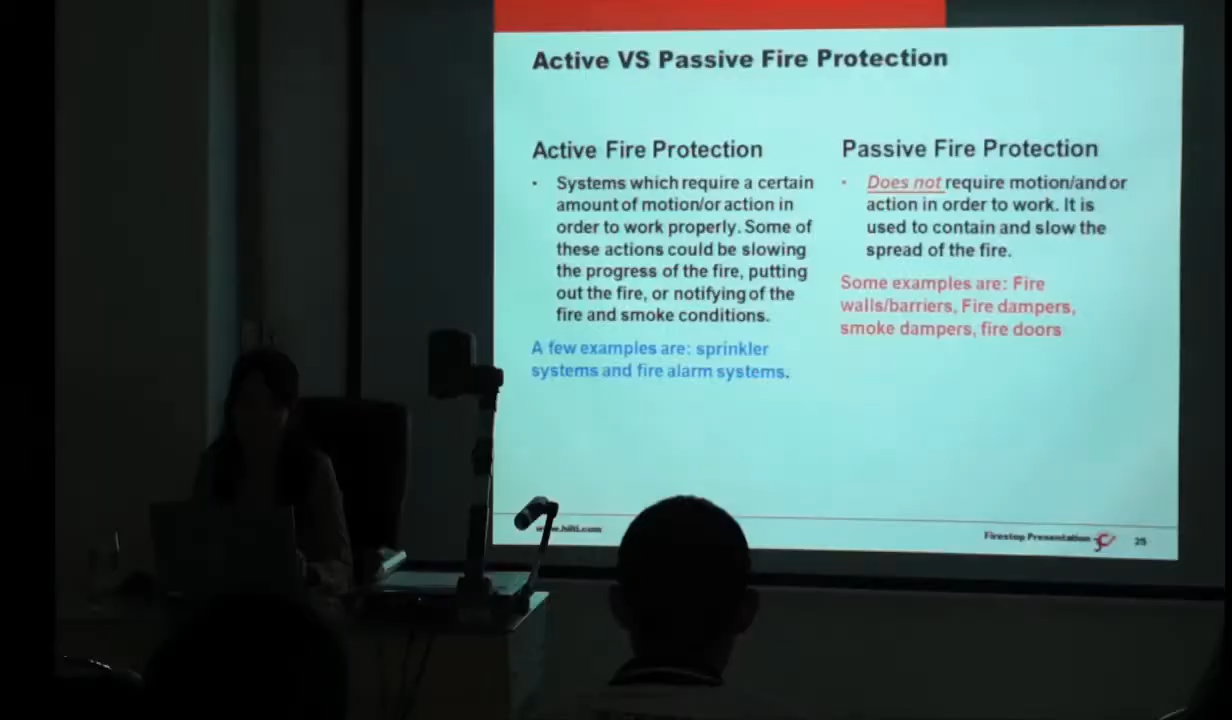 Active VS Passive Fire Protection
Active Fire Protection
• Systems which require a certain
amount of motion/or action in
order to work properly. Some of
these actions could be slowing
the progress of the fire, putting
out the fire, or notifying of the
fire and smoke conditions.
A few examples are: sprinkler
systems and fire alarm systems.
Passive Fire Protection
• Does not require motion/and or
action in order to work. It is
used to contain and slow the
spread of the fire.
Some examples are: Fire
walls/barriers, Fire dampers,
smoke dampers, fire doors
www.hilti.com
Firestop Presentation
25